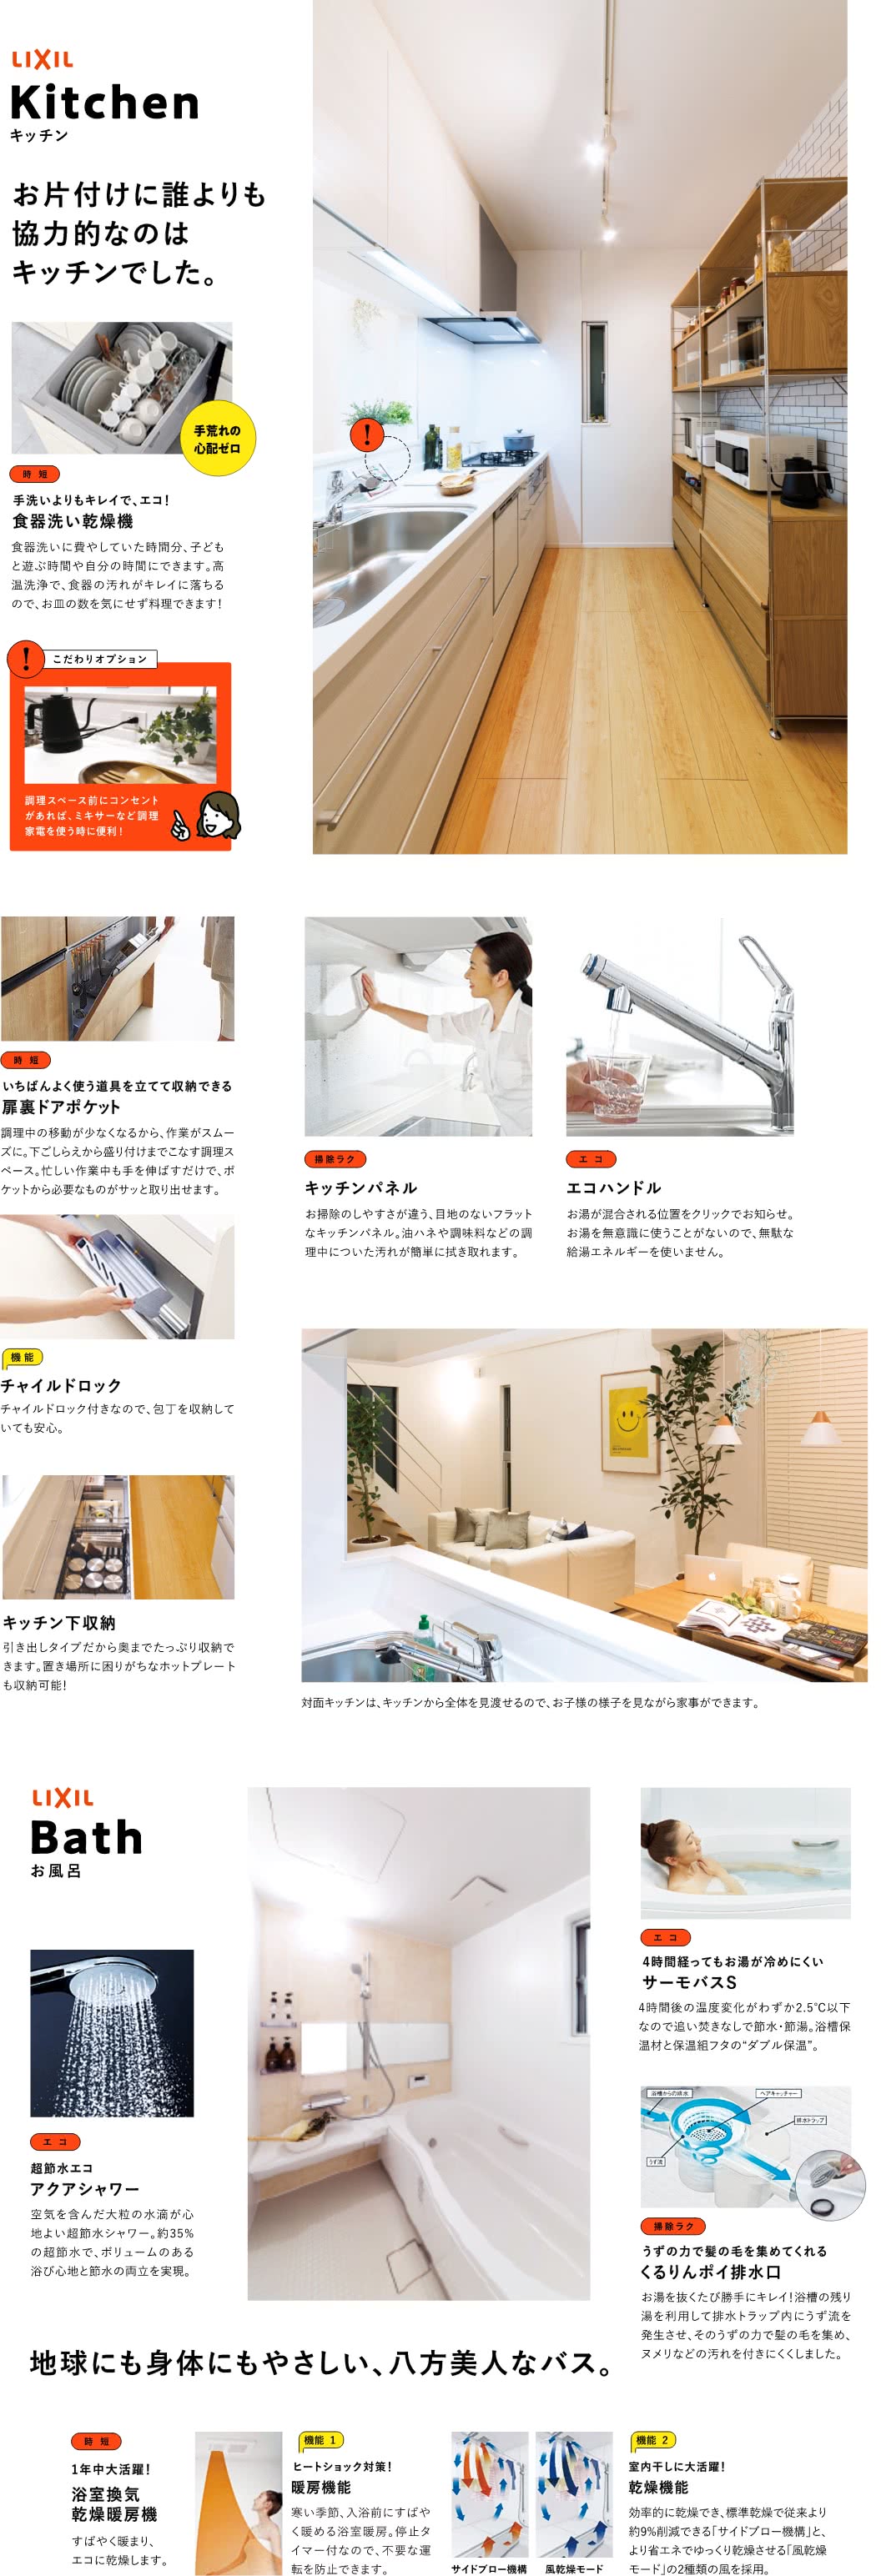 LIXIL
Kitchen
キッチン
お片付けに誰よりも
協力的なのは
キッチンでした。
手荒れの
心配ゼロ
時 短
手洗いよりもキレイで、エコ！
食器洗い乾燥機
食器洗いに費やしていた時間分、子ども
と遊ぶ時間や自分の時間にできます。高
温洗浄で、食器の汚れがキレイに落ちる
ので、お皿の数を気にせず料理できます！
!
こだわりオプション
調理スペース前にコンセント
があれば、ミキサーなど調理
家電を使う時に便利！
!
時 短
いちばんよく使う道具を立てて収納できる
扉裏ドアポケット
調理中の移動が少なくなるから、作業がスムー
ズに。下ごしらえから盛り付けまでこなす調理ス
ペース。忙しい作業中も手を伸ばすだけで、ポ
ケットから必要なものがサッと取り出せます。
掃除ラク
キッチンパネル
お掃除のしやすさが違う、目地のないフラット
なキッチンパネル。油ハネや調味料などの調
理中についた汚れが簡単に拭き取れます。
エ コ
エコハンドル
お湯が混合される位置をクリックでお知らせ。
お湯を無意識に使うことがないので、無駄な
給湯エネルギーを使いません。
機能
チャイルドロック
チャイルドロック付きなので、包丁を収納して
いても安心。
キッチン下収納
引き出しタイプだから奥までたっぷり収納で
きます。置き場所に困りがちなホットプレート
も収納可能！
対面キッチンは、キッチンから全体を見渡せるので、お子様の様子を見ながら家事ができます。
LIXIL
Bath
お風呂
エ コ
超節水エコ
アクアシャワー
空気を含んだ大粒の水滴が心
地よい超節水シャワー。約35%
の超節水で、ボリュームのある
浴び心地と節水の両立を実現。
エ コ
4時間経ってもお湯が冷めにくい
サーモバスS
4時間後の温度変化がわずか2.5℃以下
なので追い焚きなしで節水・節湯。浴槽保
温材と保温組フタの“ダブル保温”。
浴槽からの排水
ヘアキャッチャー
排水トラップ
うず流
掃除ラク
うずの力で髪の毛を集めてくれる
くるりんポイ排水口
お湯を抜くたび勝手にキレイ！浴槽の残り
湯を利用して排水トラップ内にうず流を
発生させ、そのうずの力で髪の毛を集め、
ヌメリなどの汚れを付きにくくしました。
地球にも身体にもやさしい、八方美人なバス。
時 短
1年中大活躍！
浴室換気
乾燥暖房機
すばやく暖まり、
エコに乾燥します。
機能 1
ヒートショック対策！
暖房機能
寒い季節、入浴前にすばや
く暖める浴室暖房。停止タ
イマー付なので、不要な運
転を防止できます。
サイドブロー機構
風乾燥モード
機能 2
室内干しに大活躍！
乾燥機能
効率的に乾燥でき、標準乾燥で従来より
約9%削減できる「サイドブロー機構」と、
より省エネでゆっくり乾燥させる「風乾燥
モード」の2種類の風を採用。